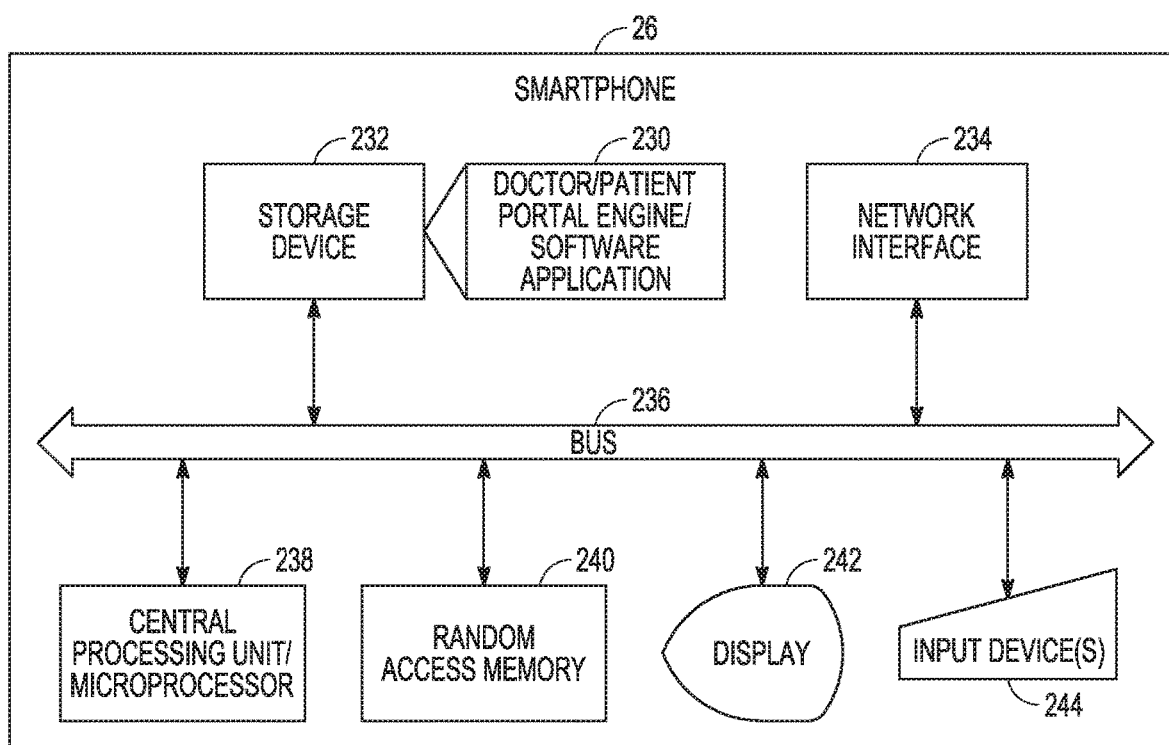 26
SMARTPHONE
232
230
234
STORAGE
DEVICE
DOCTOR/PATIENT
PORTAL ENGINE/
SOFTWARE
APPLICATION
NETWORK
INTERFACE
236
BUS
238
240
242
CENTRAL
PROCESSING UNIT/
MICROPROCESSOR
RANDOM
ACCESS MEMORY
DISPLAY
INPUT DEVICE(S)
244